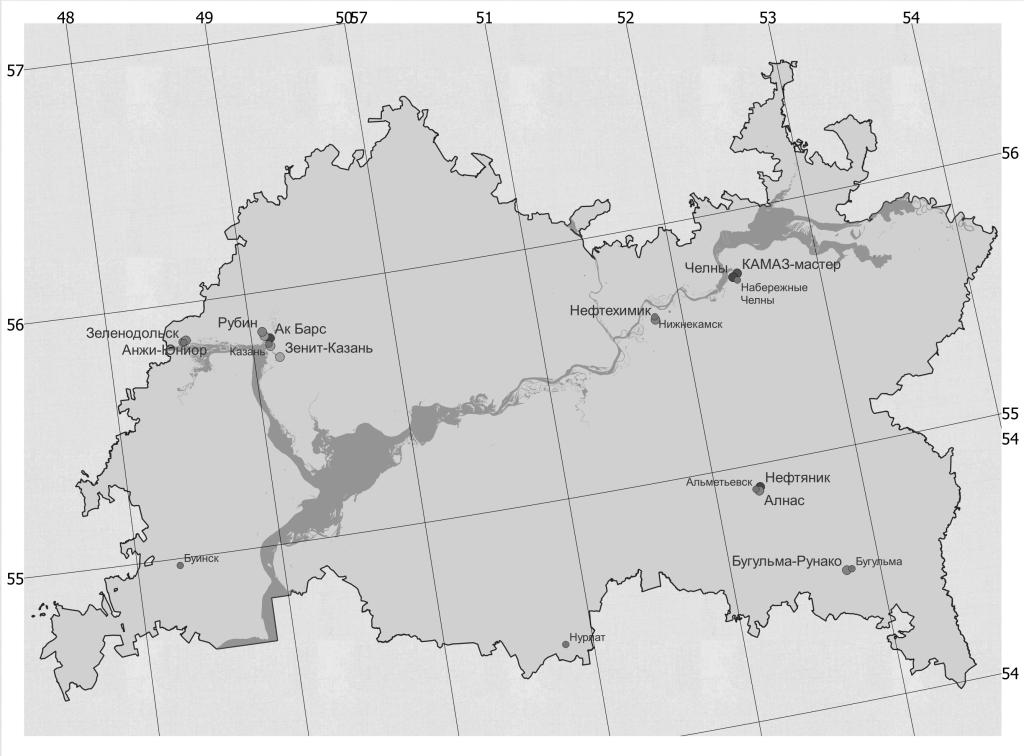 48 49 50 57 51 52 53 54
57
56
КАМАЗ-мастер
Челны
Набережные
Челны
Нефтехимик
Нижнекамск
56
Рубин
Ак Барс
Зеленодольск
Анжи-Юниор
Казань
Зенит-Казань
55
54
Нефтяник
Альметьевск
Алнас
Бугульма-Рунако
Бугульма
Буинск
55
Нурлат
54